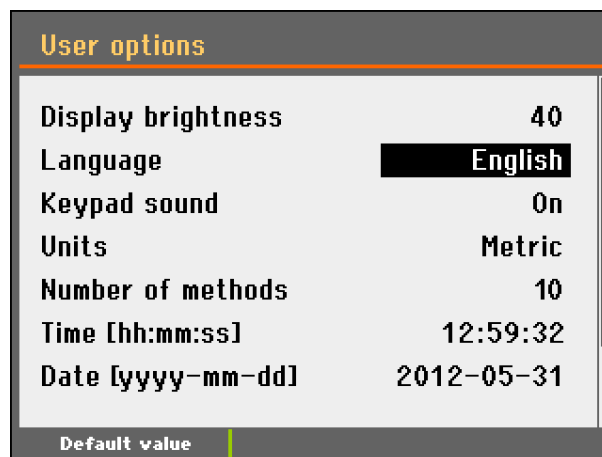 User options
Display brightness 40
Language English
Keypad sound On
Units Metric
Number of methods 10
Time [hh:mm:ss] 12:59:32
Date [yyyy-mm-dd] 2012-05-31
Default value